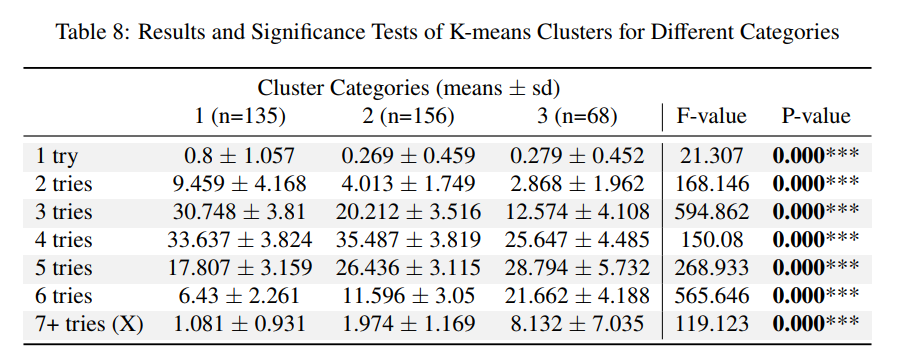 Table 8: Results and Significance Tests of K-means Clusters for Different Categories
Cluster Categories (means ± sd)
1 (n=135) 2 (n=156) 3 (n=68) F-value P-value
1 try 0.8 ± 1.057 0.269 ± 0.459 0.279 ± 0.452 21.307 0.000***
2 tries 9.459 ± 4.168 4.013 ± 1.749 2.868 ± 1.962 168.146 0.000***
3 tries 30.748 ± 3.81 20.212 ± 3.516 12.574 ± 4.108 594.862 0.000***
4 tries 33.637 ± 3.824 35.487 ± 3.819 25.647 ± 4.485 150.08 0.000***
5 tries 17.807 ± 3.159 26.436 ± 3.115 28.794 ± 5.732 268.933 0.000***
6 tries 6.43 ± 2.261 11.596 ± 3.05 21.662 ± 4.188 565.646 0.000***
7+ tries (X) 1.081 ± 0.931 1.974 ± 1.169 8.132 ± 7.035 119.123 0.000***